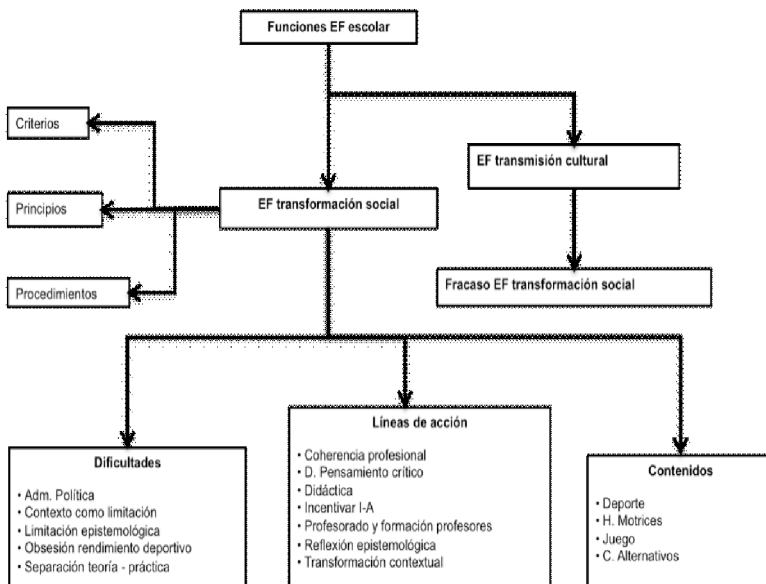 Funciones EF escolar
Criterios
EF transmisión cultural
Principios
EF transformación social
Procedimientos
Fracaso EF transformación social
Dificultades
• Adm. Política
• Contexto como limitación
• Limitación epistemológica
• Obsesión rendimiento deportivo
• Separación teoría - práctica
Líneas de acción
• Coherencia profesional
• D. Pensamiento crítico
• Didáctica
• Incentivar I-A
• Profesorado y formación profesores
• Reflexión epistemológica
• Transformación contextual
Contenidos
• Deporte
• H. Motrices
• Juego
• C. Alternativos